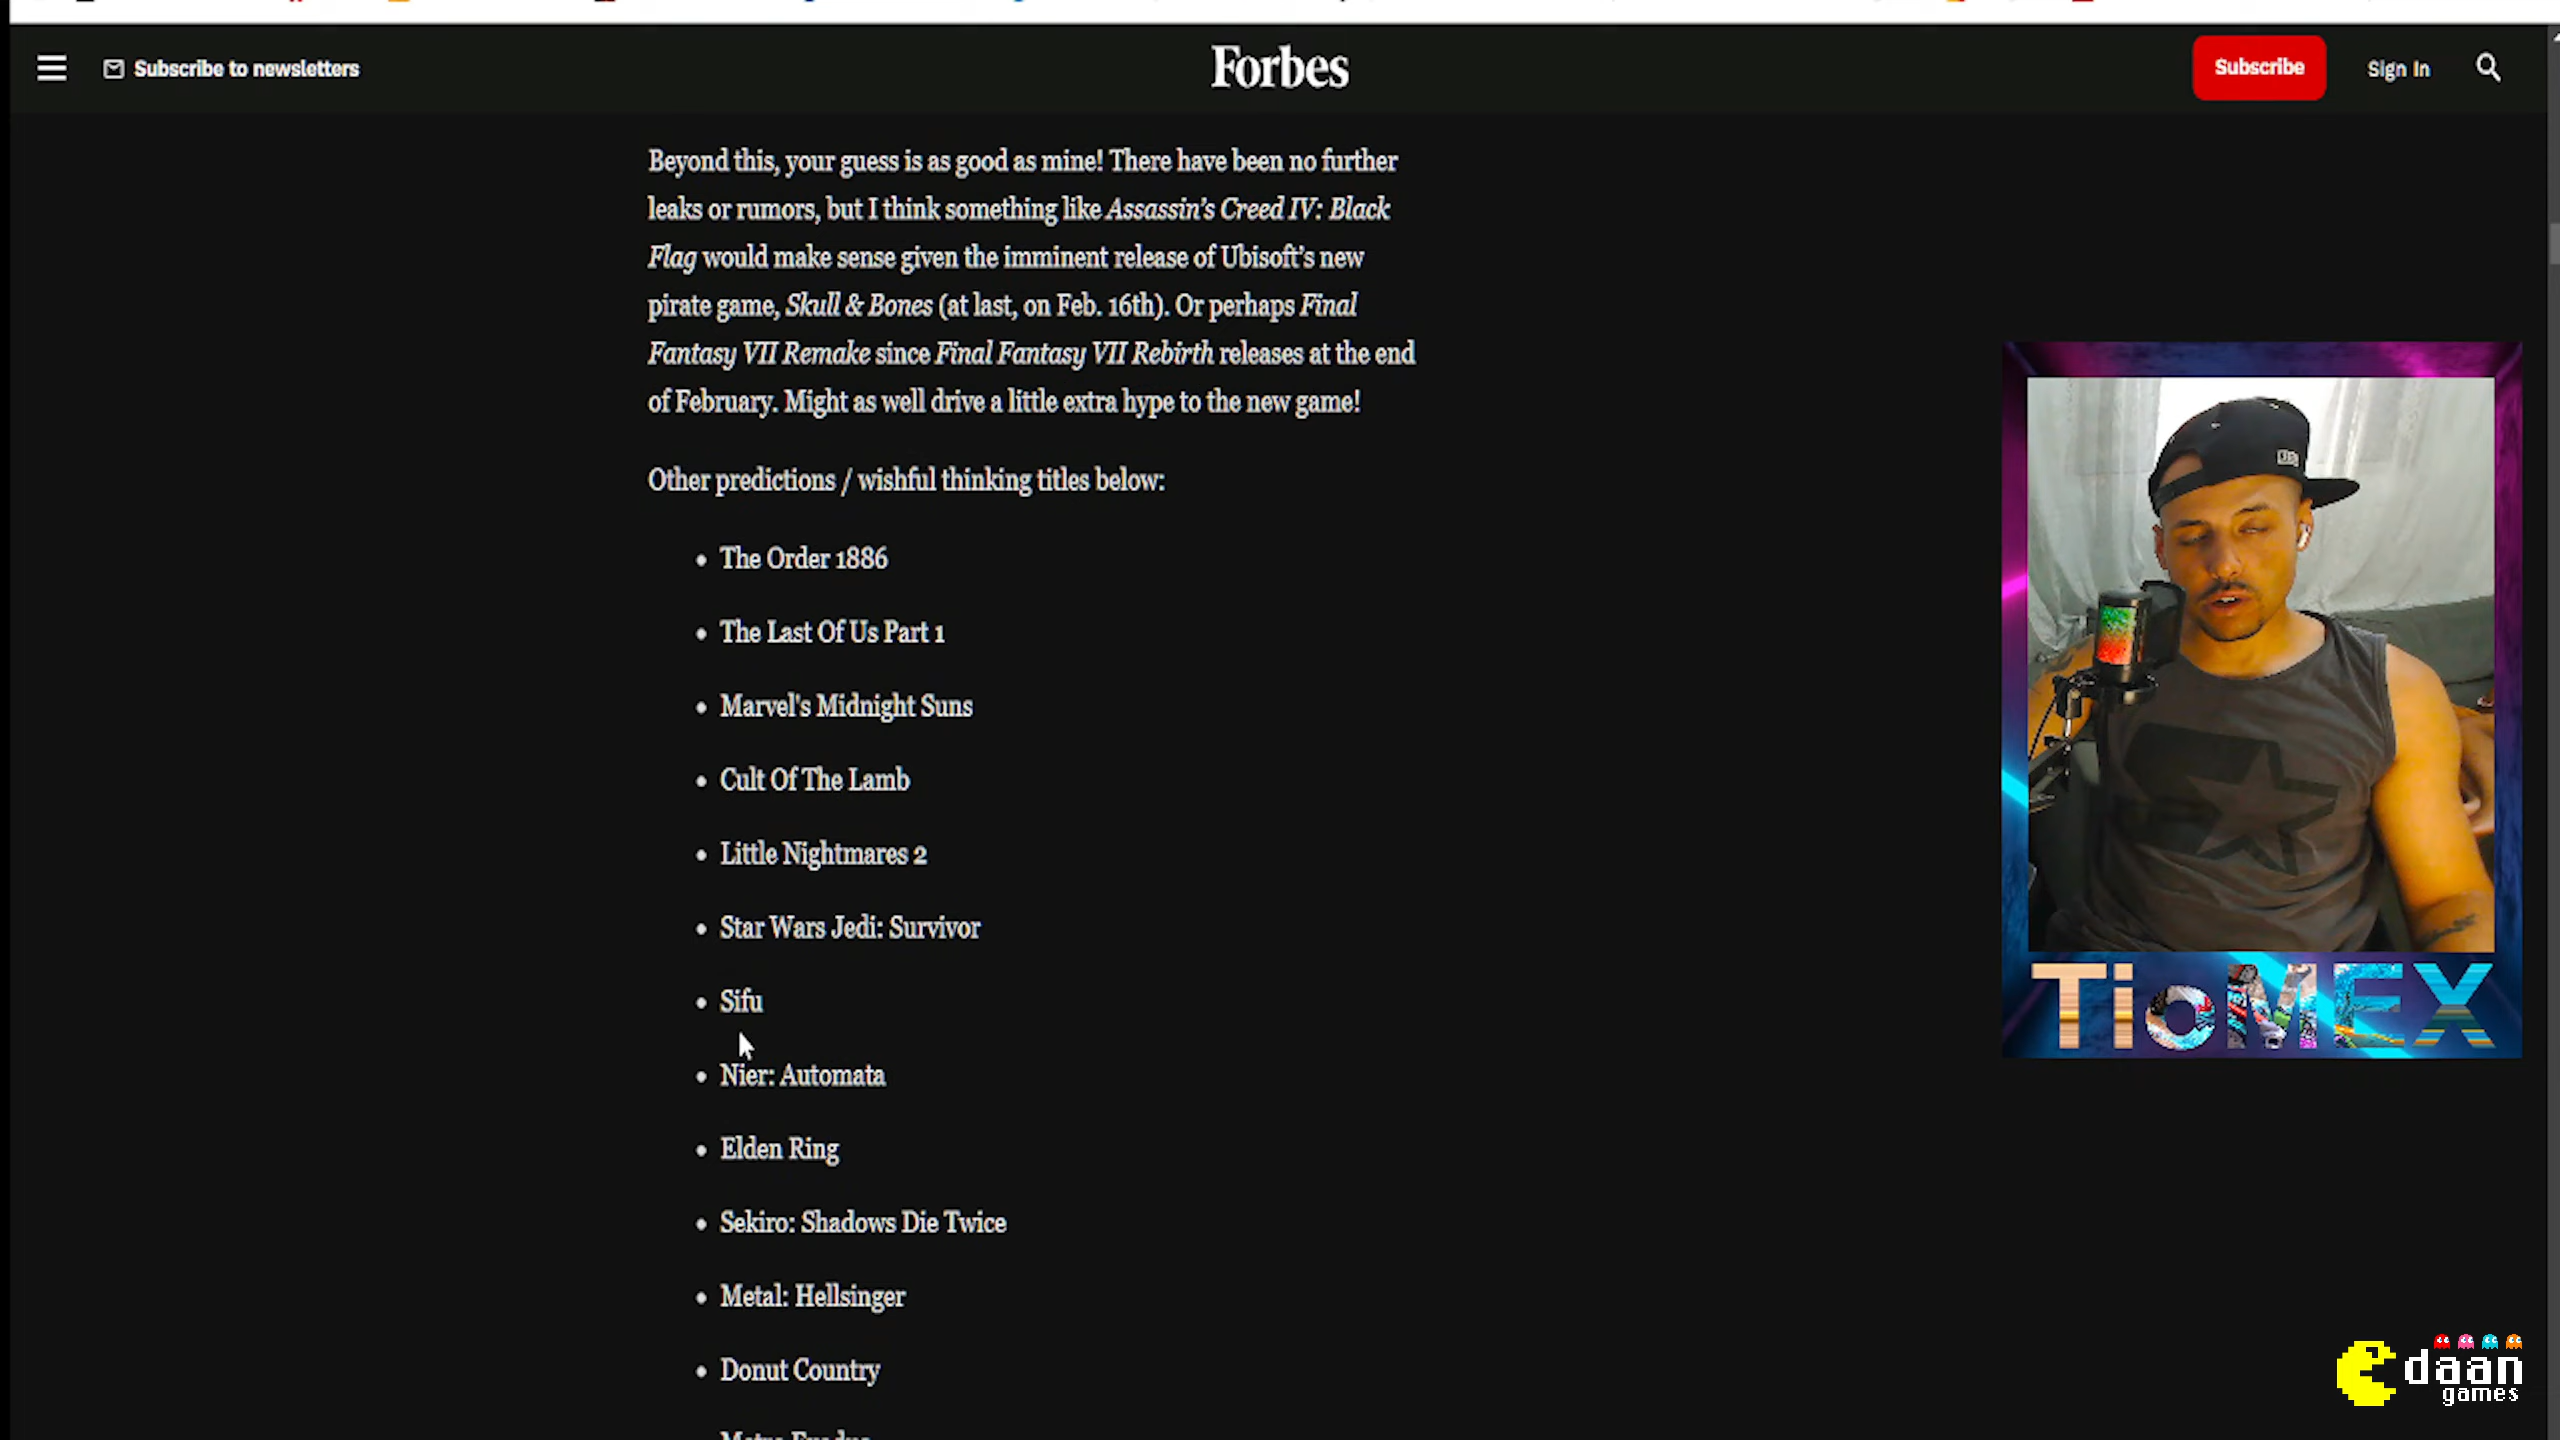 Subscribe to newsletters
Forbes
Subscribe
Sign In
Beyond this, your guess is as good as mine! There have been no further
leaks or rumors, but I think something like Assassin's Creed IV: Black
Flag would make sense given the imminent release of Ubisoft's new
pirate game, Skull & Bones (at last, on Feb. 16th). Or perhaps Final
Fantasy VII Remake since Final Fantasy VII Rebirth releases at the end
of February. Might as well drive a little extra hype to the new game!
Other predictions / wishful thinking titles below:
• The Order 1886
• The Last Of Us Part 1
• Marvel's Midnight Suns
• Cult Of The Lamb
• Little Nightmares 2
• Star Wars Jedi: Survivor
• Sifu
• Nier: Automata
• Elden Ring
• Sekiro: Shadows Die Twice
• Metal: Hellsinger
• Donut Country
TioMEX
daan
games